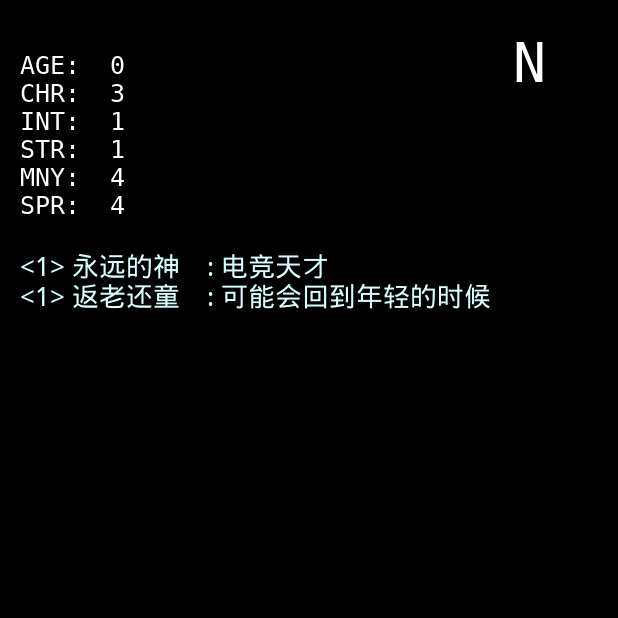 N
AGE: 0
CHR: 3
INT: 1
STR: 1
MNY: 4
SPR: 4
<1> 永远的神 : 电竞天才
<1> 返老还童 : 可能会回到年轻的时候